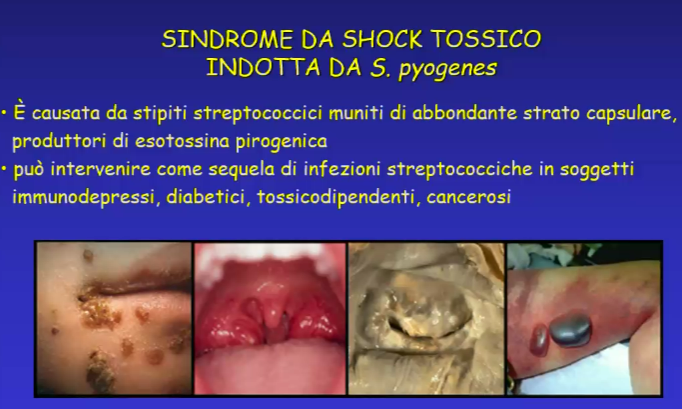 SINDROME DA SHOCK TOSSICO
INDOTTA DA S. pyogenes
• È causata da stipiti streptococcici muniti di abbondante strato capsulare,
produttori di esotossina pirogenica
• può intervenire come sequela di infezioni streptococciche in soggetti
immunodepressi, diabetici, tossicodipendenti, cancerosi